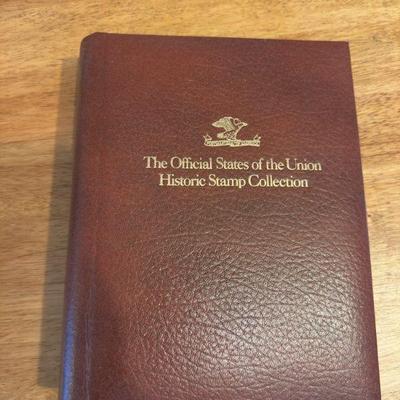 The Official States of the Union
Historic Stamp Collection